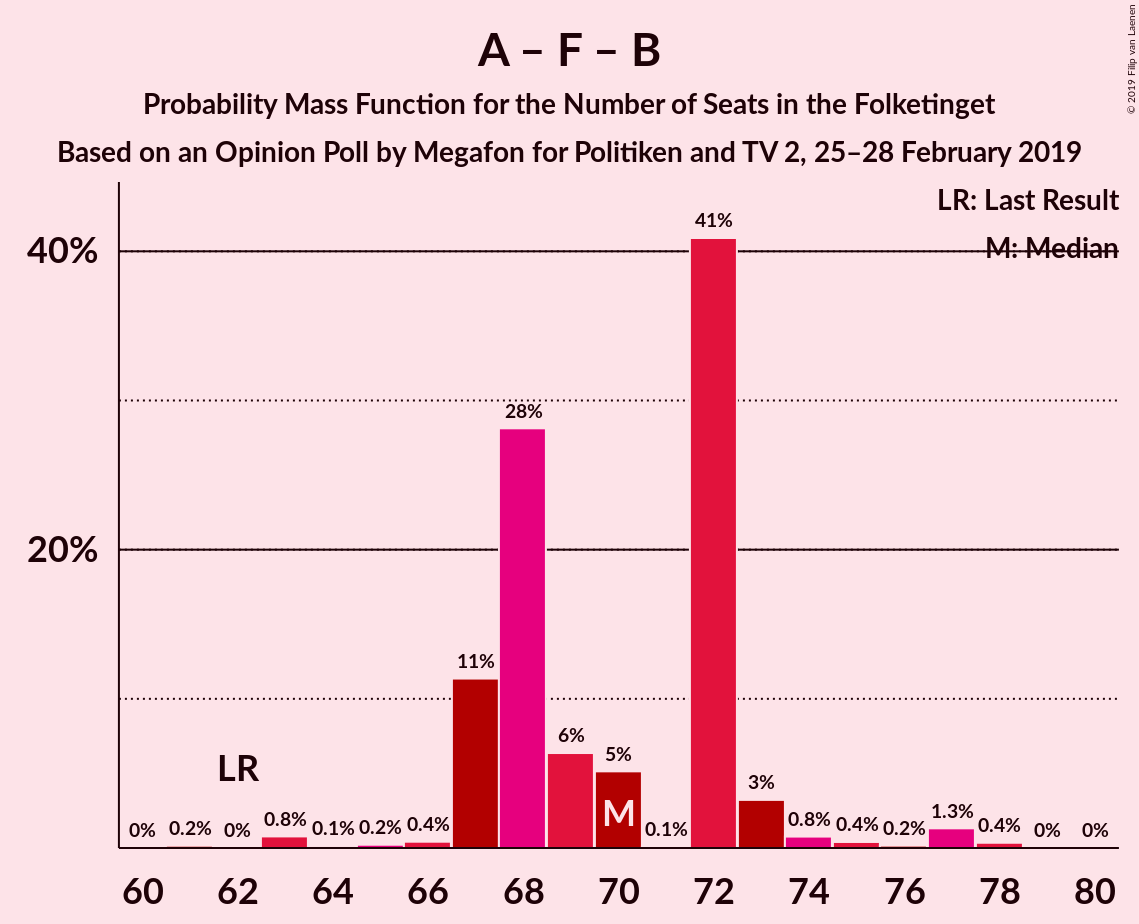 A – F – B
Probability Mass Function for the Number of Seats in the Folketinget
Based on an Opinion Poll by Megafon for Politiken and TV 2, 25–28 February 2019
© 2019 Filip van Laenen
LR: Last Result
M: Median
40%
20%
0% 0.2% 0% 0.8% 0.1% 0.2% 0.4% 11% 28% 6% 5% 0.1% 41% 3% 0.8% 0.4% 0.2% 1.3% 0.4% 0% 0%
LR
M
60 62 64 66 68 70 72 74 76 78 80